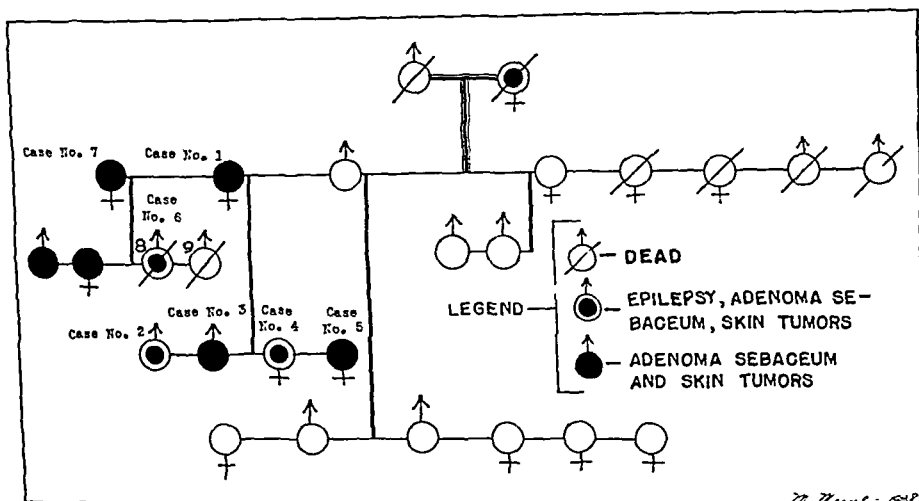 Case No. 7
Case No. 1
Case
No. 6
8
9
Case No. 2
Case No. 3
Case
No. 4
Case
No. 5
DEAD
LEGEND
EPILEPSY, ADENOMA SE-
BACEUM, SKIN TUMORS
ADENOMA SEBACEUM
AND SKIN TUMORS